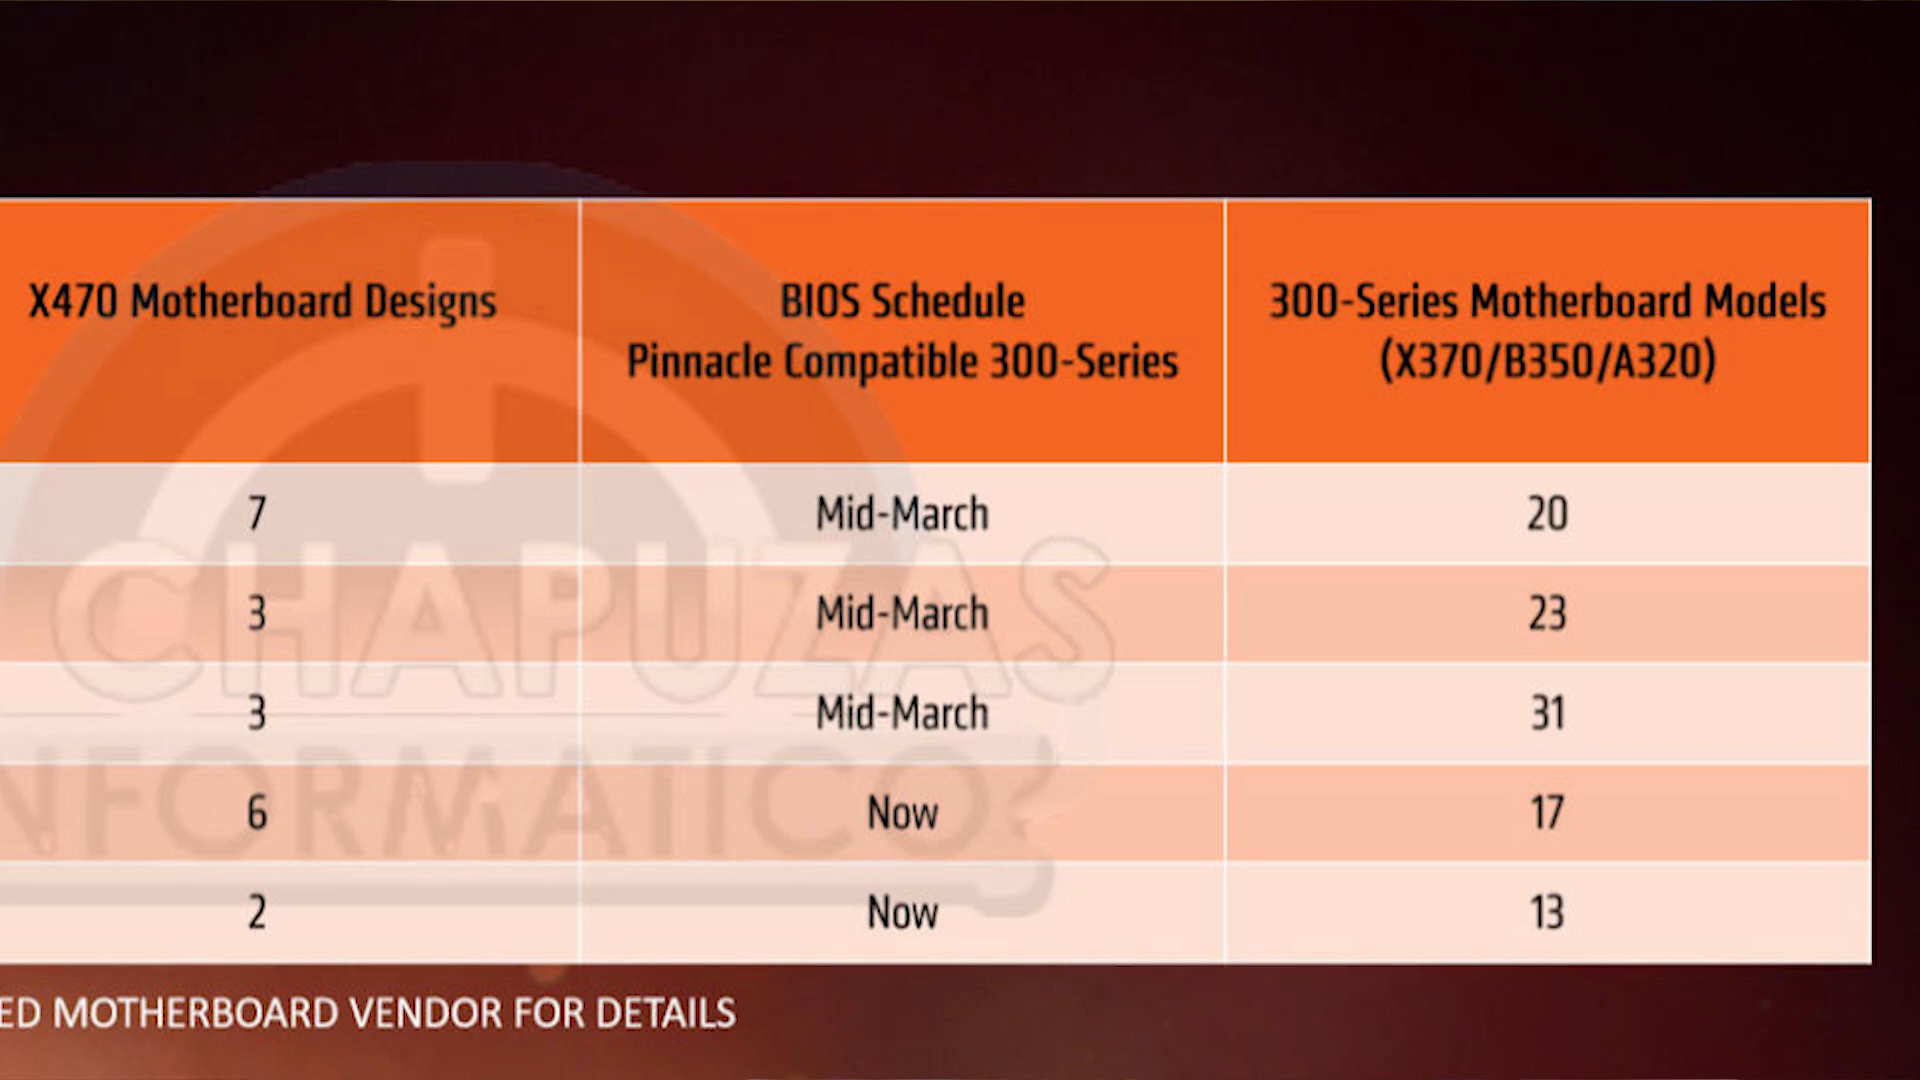 X470 Motherboard Designs
BIOS Schedule
Pinnacle Compatible 300-Series
300-Series Motherboard Models
(X370/B350/A320)
7 Mid-March 20
3 Mid-March 23
3 Mid-March 31
6 Now 17
2 Now 13
CHAPUZAS
INFORMATICO
ED MOTHERBOARD VENDOR FOR DETAILS